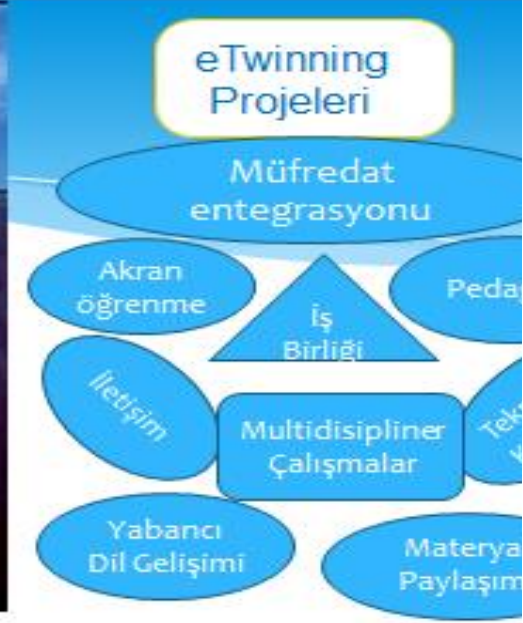 eTwinning
Projeleri
Müfredat
entegrasyonu
Akran
öğrenme
İş
Birliği
İletişim
Multidisipliner
Çalışmalar
Yabancı
Dil Gelişimi